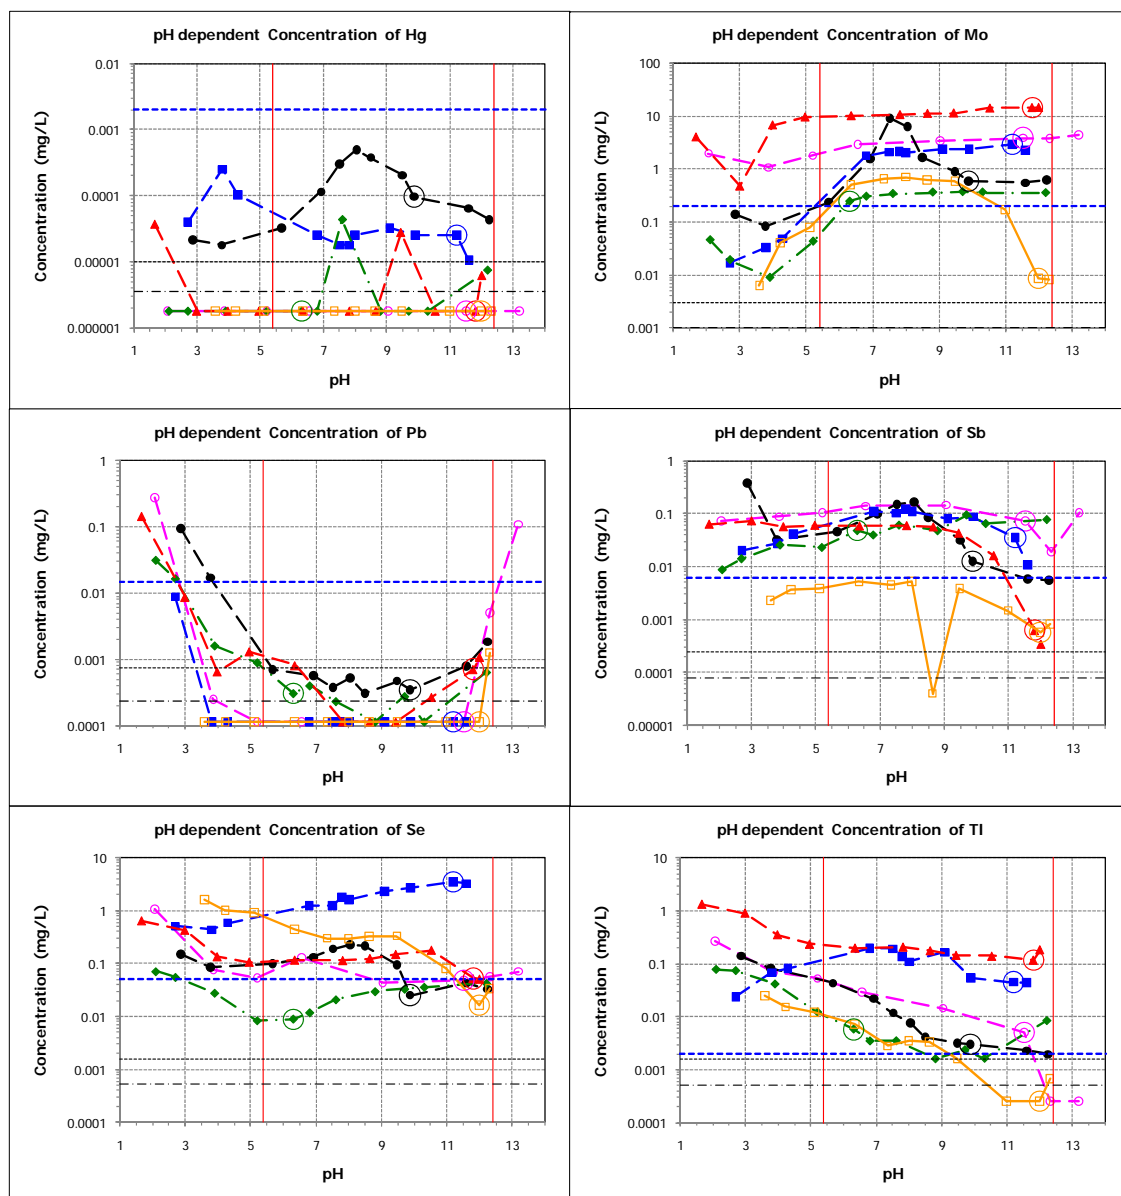 pH dependent Concentration of Hg
Concentration (mg/L)
0.01
0.001
0.0001
0.00001
0.000001
1 3 5 7 9 11 13
pH
pH dependent Concentration of Mo
Concentration (mg/L)
100
10
1
0.1
0.01
0.001
1 3 5 7 9 11 13
pH
pH dependent Concentration of Pb
Concentration (mg/L)
1
0.1
0.01
0.001
0.0001
1 3 5 7 9 11 13
pH
pH dependent Concentration of Sb
Concentration (mg/L)
1
0.1
0.01
0.001
0.0001
0.00001
1 3 5 7 9 11 13
pH
pH dependent Concentration of Se
Concentration (mg/L)
10
1
0.1
0.01
0.001
0.0001
1 3 5 7 9 11 13
pH
pH dependent Concentration of Tl
Concentration (mg/L)
10
1
0.1
0.01
0.001
0.0001
1 3 5 7 9 11 13
pH